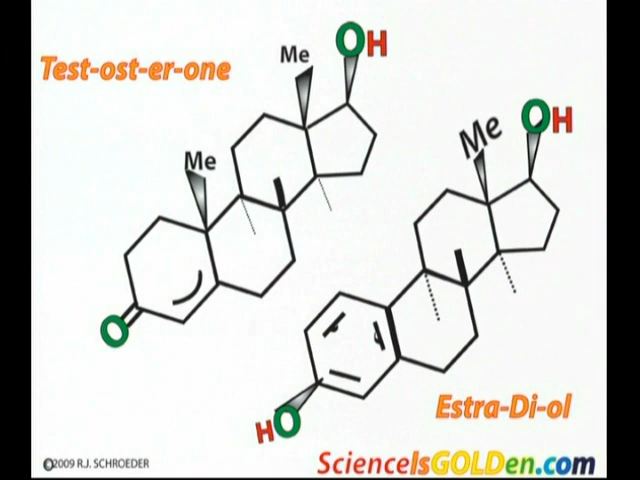 Test-ost-er-one
Me
OH
Me
O
Me
OH
HO
Estra-Di-ol
©2009 R.J. SCHROEDER
ScienceIsGOLDen.com